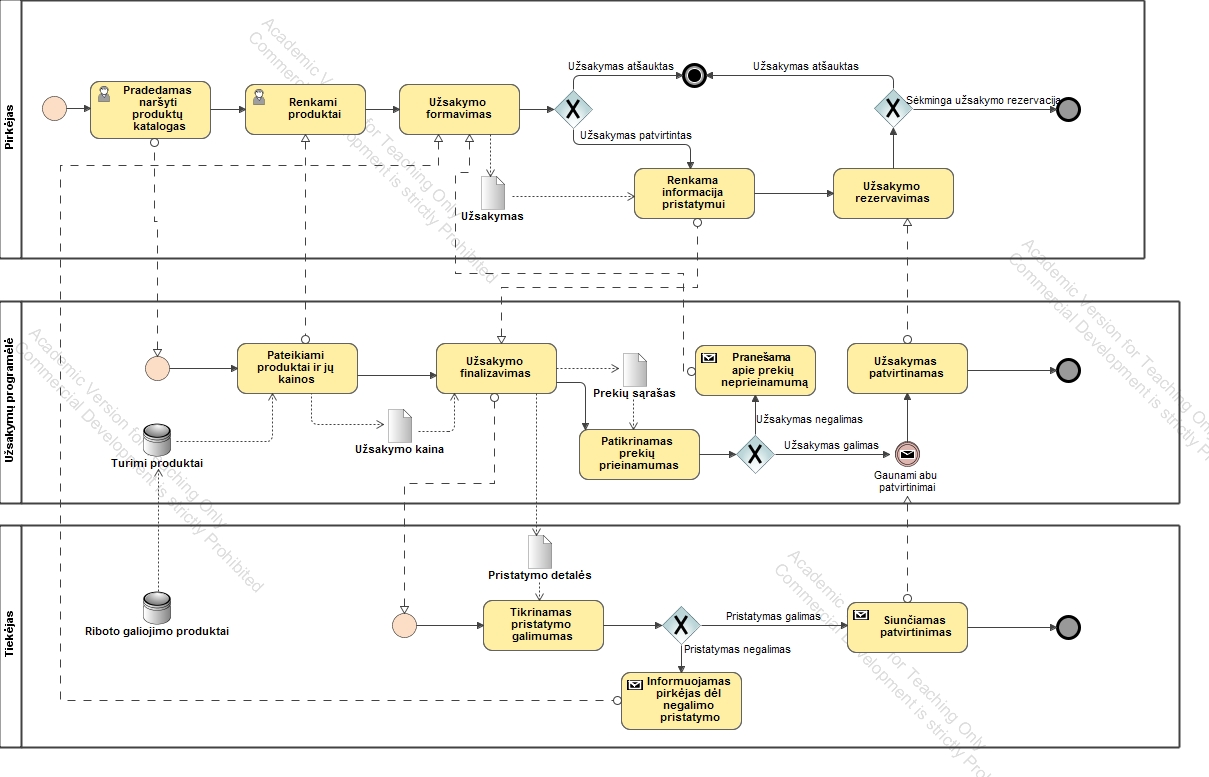 Pirkėjas
Pradedamas
naršyti
produktų
katalogas
Renkami
produktai
Užsakymo
formavimas
Užsakymas atšauktas
Užsakymas atšauktas
Sėkminga užsakymo rezervacija
Užsakymas patvirtintas
Užsakymas
Renkama
informacija
pristatymui
Užsakymo
rezervavimas
Užsakymų programėlė
Pateikiami
produktai ir jų
kainos
Užsakymo
finalizavimas
Prekių sąrašas
Pranešama
apie prekių
neprieinamumą
Užsakymas
patvirtinamas
Turimi produktai
Užsakymo kaina
Patikrinamas
prekių
prieinamumas
Užsakymas negalimas
Užsakymas galimas
Gaunami abu
patvirtinimai
Tiekėjas
Riboto galiojimo produktai
Pristatymo detalės
Tikrinamas
pristatymo
galimumas
Pristatymas galimas
Pristatymas negalimas
Siunčiamas
patvirtinimas
Informuojamas
pirkėjas dėl
negalimo
pristatymo
Academic Version for Teaching Only
Commercial Development is strictly Prohibited
Academic Version for Teaching Only
Commercial Development is strictly Prohibited
Academic Version for Teaching Only
Commercial Development is strictly Prohibited
Academic Version for Teaching Only
Commercial Development is strictly Prohibited